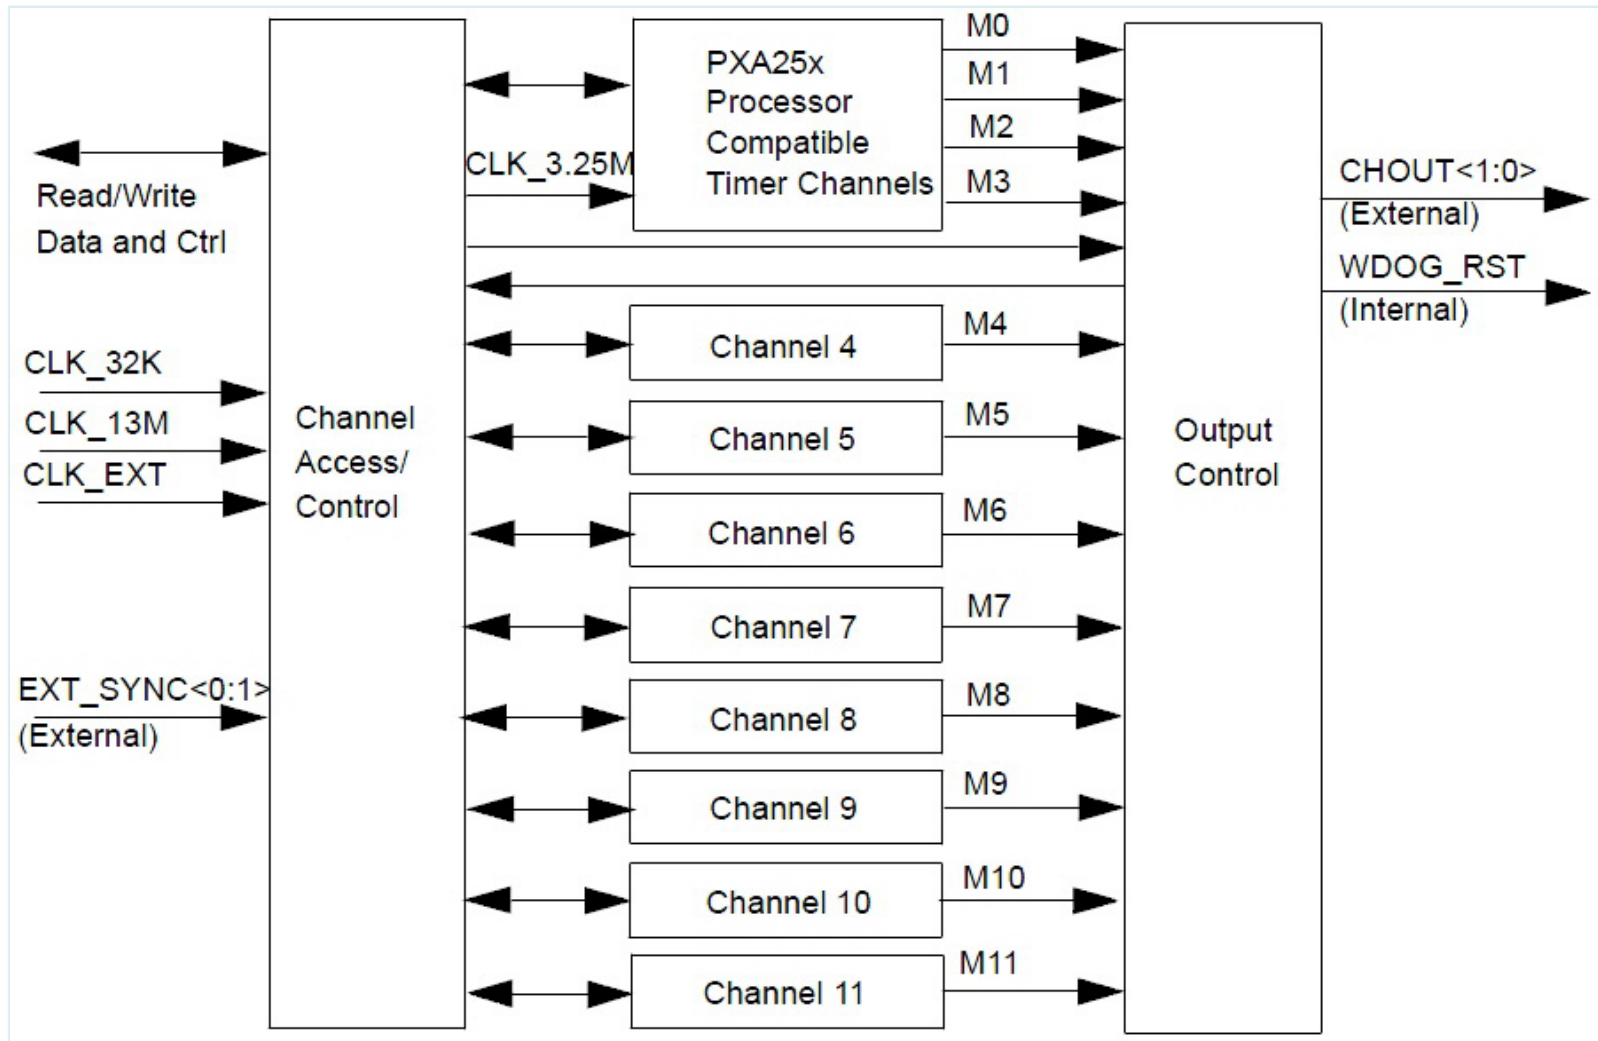 M0
PXA25x
M1
Processor
M2
Compatible
CLK_3.25M
Timer Channels
M3
CHOUT<1:0>
(External)
Read/Write
Data and Ctrl
WDOG_RST
(Internal)
M4
Channel 4
CLK_32K
Channel
Access/
Control
CLK_13M
CLK_EXT
M5
Channel 5
Output
Control
M6
Channel 6
M7
Channel 7
EXT_SYNC<0:1>
(External)
M8
Channel 8
M9
Channel 9
M10
Channel 10
M11
Channel 11